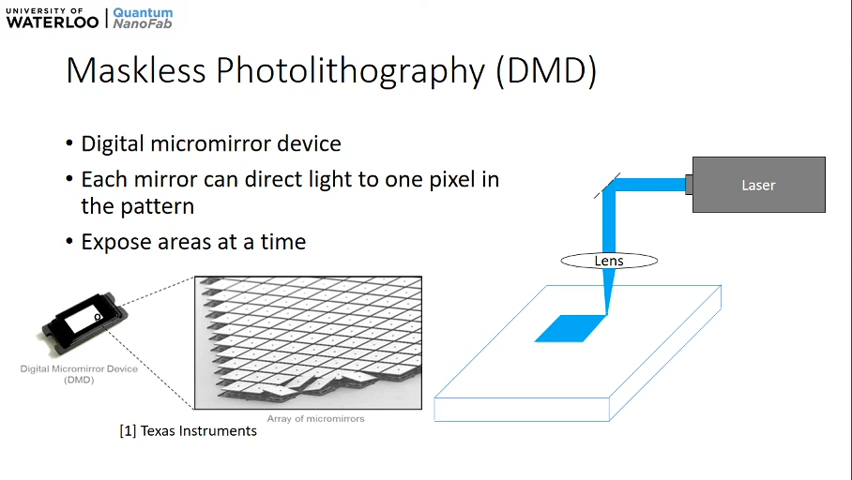 UNIVERSITY OF
WATERLOO
Quantum
NanoFab
Maskless Photolithography (DMD)
• Digital micromirror device
• Each mirror can direct light to one pixel in
the pattern
• Expose areas at a time
Laser
Lens
Digital Micromirror Device
(DMD)
Array of micromirrors
[1] Texas Instruments